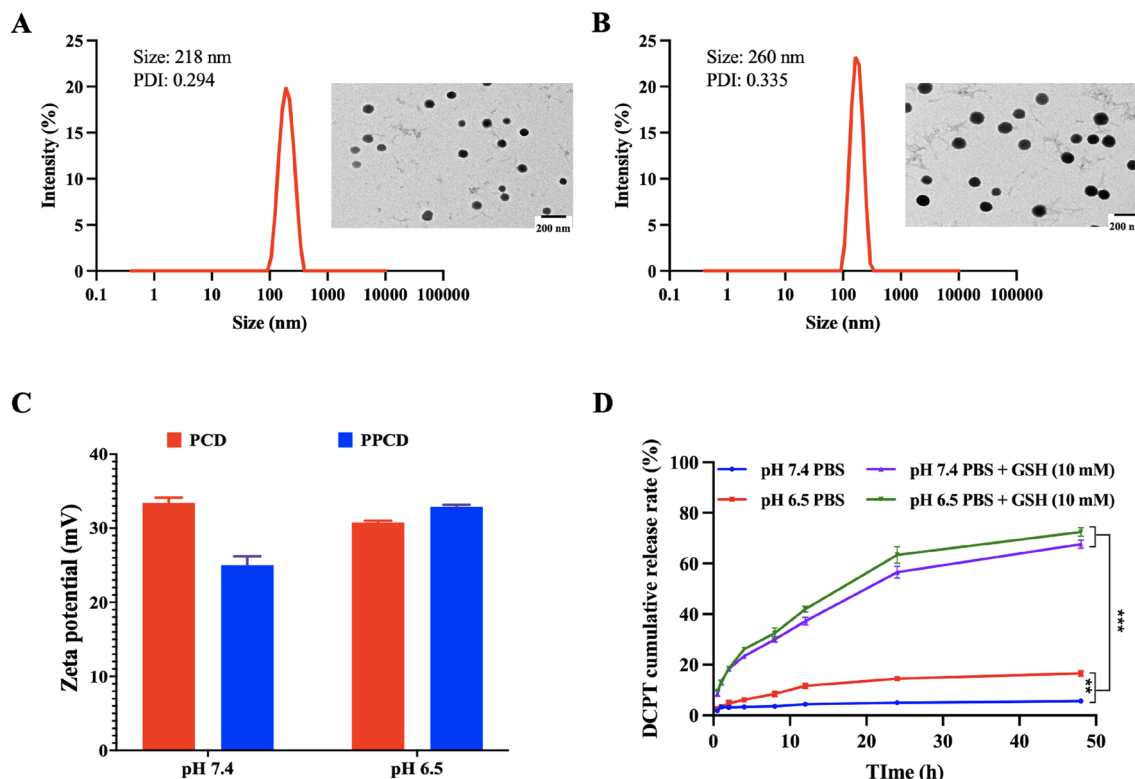 A
Size: 218 nm
PDI: 0.294
25
20
15
10
5
0
Intensity (%)
200 nm
0.1 1 10 100 1000 10000 100000
Size (nm)
B
Size: 260 nm
PDI: 0.335
25
20
15
10
5
0
Intensity (%)
200 nm
0.1 1 10 100 1000 10000 100000
Size (nm)
C
PCD PPCD
40
30
20
30
0
Zeta potential (mV)
pH 7.4 pH 6.5
D
pH 7.4 PBS pH 7.4 PBS + GSH (10 mM)
pH 6.5 PBS pH 6.5 PBS + GSH (10 mM)
100
80
60
40
20
0
DCPT cumulative release rate (%)
***
**
0 10 20 30 40 50
TIme (h)